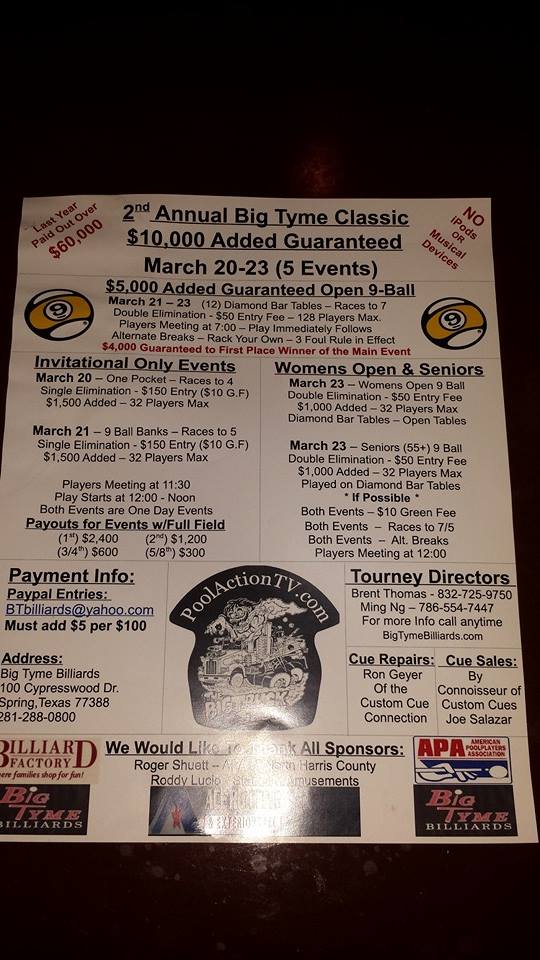 Last Year
Paid Out Over
$60,000
2nd Annual Big Tyme Classic
$10,000 Added Guaranteed
March 20-23 (5 Events)
NO
iPods
OR
Musical
Devices
$5,000 Added Guaranteed Open 9-Ball
March 21 – 23 (12) Diamond Bar Tables – Races to 7
Double Elimination - $50 Entry Fee – 128 Players Max.
Players Meeting at 7:00 – Play Immediately Follows
Alternate Breaks – Rack Your Own – 3 Foul Rule in Effect
$4,000 Guaranteed to First Place Winner of the Main Event
9
9
Invitational Only Events
March 20 – One Pocket – Races to 4
Single Elimination - $150 Entry ($10 G.F)
$1,500 Added – 32 Players Max
March 21 – 9 Ball Banks – Races to 5
Single Elimination - $150 Entry ($10 G.F)
$1,500 Added – 32 Players Max
Players Meeting at 11:30
Play Starts at 12:00 - Noon
Both Events are One Day Events
Payouts for Events w/Full Field
(1st) $2,400 (2nd) $1,200
(3/4th) $600 (5/8th) $300
Womens Open & Seniors
March 23 – Womens Open 9 Ball
Double Elimination - $50 Entry Fee
$1,000 Added – 32 Players Max
Diamond Bar Tables – Open Tables
March 23 – Seniors (55+) 9 Ball
Double Elimination – $50 Entry Fee
$1,000 Added – 32 Players Max
Played on Diamond Bar Tables
* If Possible *
Both Events – $10 Green Fee
Both Events – Races to 7/5
Both Events – Alt. Breaks
Players Meeting at 12:00
Payment Info:
Paypal Entries:
BTbilliards@yahoo.com
Must add $5 per $100
Address:
Big Tyme Billiards
100 Cypresswood Dr.
Spring,Texas 77388
281-288-0800
PoolActionTV.com
Tourney Directors
Brent Thomas - 832-725-9750
Ming Ng – 786-554-7447
For more Info call anytime
BigTymeBilliards.com
Cue Repairs:
Ron Geyer
Of the
Custom Cue
Connection
Cue Sales:
By
Connoisseur of
Custom Cues
Joe Salazar
BILLIARD
FACTORY
ere families shop for fun!
BIG
TYME
BILLIARDS
We Would Like To Thank All Sponsors:
Roger Shuett – North Harris County
Roddy Lucio Amusements
APA AMERICAN
POOLPLAYERS
ASSOCIATION
BIG
TYME
BILLIARDS